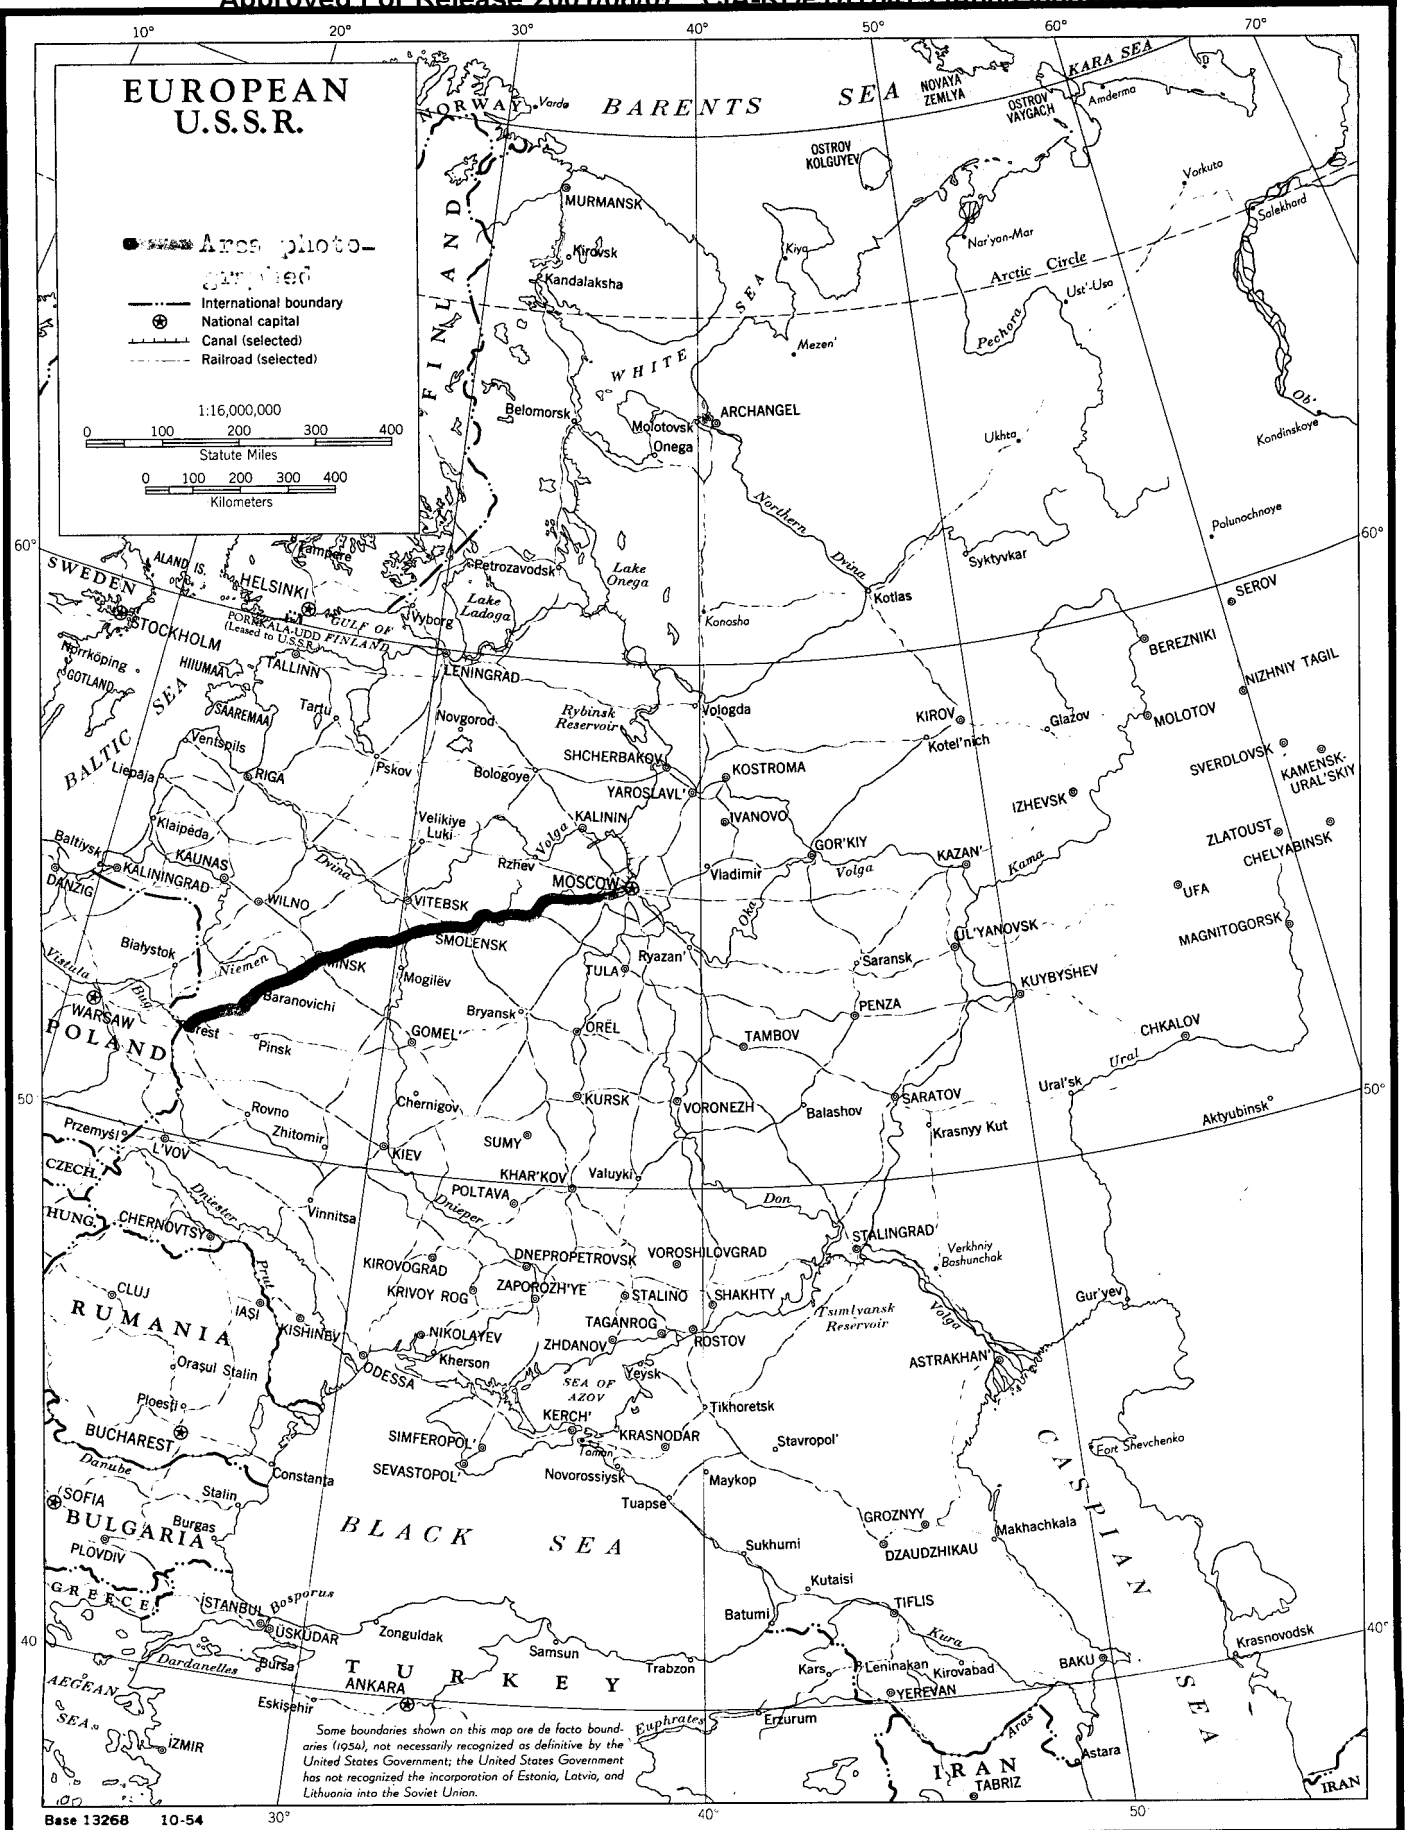 10°
20°
30°
40°
50°
60°
70°
EUROPEAN
U.S.S.R.
Area photo-
graphed
International boundary
National capital
Canal (selected)
Railroad (selected)
1:16,000,000
0 100 200 300 400
Statute Miles
0 100 200 300 400
Kilometers
NORWAY
Vardo
BARENTS SEA
NOVAYA
ZEMLYA
KARA SEA
OSTROV
VAYGACH
Amderma
OSTROV
KOLGUYEV
Vorkuta
Salekhard
MURMANSK
Kirovsk
Kandalaksha
Kiya
Nar'yan-Mar
Arctic Circle
Ust'-Usa
Pechora
FINLAND
WHITE SEA
Mezen'
Ob'
Kondinskoye
Belomorsk
Molotovsk
ARCHANGEL
Onega
Ukhta
Northern Dvina
Polunochnoye
60°
60°
Tampere
ALAND IS.
SWEDEN
HELSINKI
Petrozavodsk
Lake
Onega
Syktyvkar
Kotlas
SEROV
STOCKHOLM
PORKKALA-UDD
(Leased to U.S.S.R.)
GULF OF
FINLAND
Vyborg
Lake
Ladoga
Konosha
BEREZNIKI
Norrköping
GOTLAND
HIIUMAA
TALLINN
LENINGRAD
NIZHNIY TAGIL
BALTIC SEA
SAAREMAA
Tartu
Novgorod
Rybinsk
Reservoir
Vologda
KIROV
Glazov
MOLOTOV
Kotel'nich
Ventspils
Liepāja
RIGA
Pskov
Bologoye
SHCHERBAKOV
KOSTROMA
SVERDLOVSK
KAMENSK-
URAL'SKIY
YAROSLAVL'
IZHEVSK
Klaipėda
Velikiye
Luki
KALININ
IVANOVO
ZLATOUST
CHELYABINSK
Baltiysk
KAUNAS
Dvina
Rzhev
Volga
GOR'KIY
KAZAN'
Kama
DANZIG
KALININGRAD
MOSCOW
Vladimir
Volga
UFA
WILNO
VITEBSK
Oka
MAGNITOGORSK
SMOLENSK
UL'YANOVSK
Białystok
Niemen
MINSK
Mogilëv
TULA
Ryazan'
Saransk
KUYBYSHEV
Vistula
Bug
Baranovichi
WARSAW
Brest
Pinsk
Bryansk
PENZA
POLAND
GOMEL'
ORËL
TAMBOV
CHKALOV
Ural
Ural'sk
50
50°
Rovno
Chernigov
KURSK
VORONEZH
Balashov
SARATOV
Aktyubinsk
Krasnyy Kut
Przemyśl
L'VOV
Zhitomir
KIEV
SUMY
CZECH.
KHAR'KOV
Valuyki
Don
HUNG.
Dniester
Vinnitsa
POLTAVA
Dnieper
CHERNOVTSY
STALINGRAD
Verkhniy
Bashunchak
KIROVOGRAD
DNEPROPETROVSK
VOROSHILOVGRAD
CLUJ
Prut
KRIVOY ROG
ZAPOROZH'YE
STALINO
SHAKHTY
Gur'yev
RUMANIA
IAȘI
KISHINEV
Tsimlyansk
Reservoir
Volga
TAGANROG
NIKOLAYEV
ZHDANOV
ROSTOV
Kherson
ASTRAKHAN'
ODESSA
Orașul Stalin
SEA OF
AZOV
Yeysk
Ploești
Tikhoretsk
BUCHAREST
KERCH'
KRASNODAR
Stavropol'
SIMFEROPOL'
Taman
Fort Shevchenko
Danube
Constanta
SEVASTOPOL'
Novorossiysk
Maykop
CASPIAN SEA
SOFIA
Stalin
Tuapse
GROZNYY
BULGARIA
Burgas
BLACK SEA
Makhachkala
PLOVDIV
Sukhumi
DZAUDZHIKAU
GREECE
Kutaisi
İSTANBUL
Bosporus
Batumi
TIFLIS
ÜSKÜDAR
Zonguldak
Kura
40
40°
Krasnovodsk
Dardanelles
Bursa
Samsun
Trabzon
Kars
Leninakan
Kirovabad
BAKU
TURKEY
AEGEAN
SEA
ANKARA
YEREVAN
Eskişehir
Euphrates
Erzurum
Aras
İZMIR
Astara
IRAN
TABRIZ
IRAN
Some boundaries shown on this map are de facto bound-
aries (1954), not necessarily recognized as definitive by the
United States Government; the United States Government
has not recognized the incorporation of Estonia, Latvia, and
Lithuania into the Soviet Union.
Base 13268 10-54
30°
40°
50